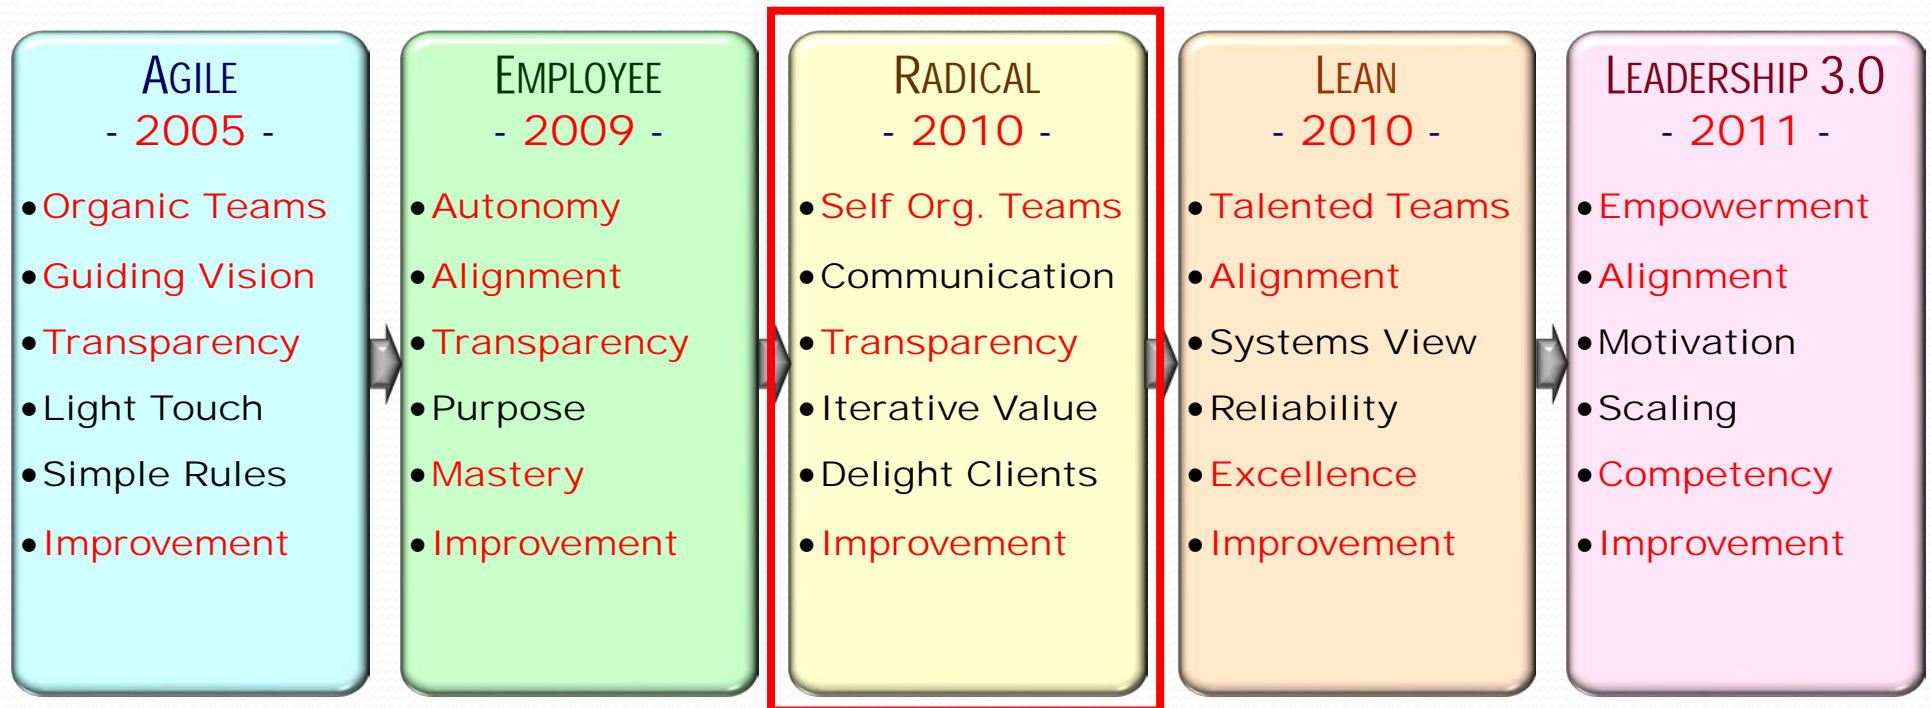 AGILE
- 2005 -
•Organic Teams
•Guiding Vision
•Transparency
•Light Touch
•Simple Rules
•Improvement
EMPLOYEE
- 2009 -
•Autonomy
•Alignment
•Transparency
•Purpose
•Mastery
•Improvement
RADICAL
- 2010 -
•Self Org. Teams
•Communication
•Transparency
•Iterative Value
•Delight Clients
•Improvement
LEAN
- 2010 -
•Talented Teams
•Alignment
•Systems View
•Reliability
•Excellence
•Improvement
LEADERSHIP 3.0
- 2011 -
•Empowerment
•Alignment
•Motivation
•Scaling
•Competency
•Improvement